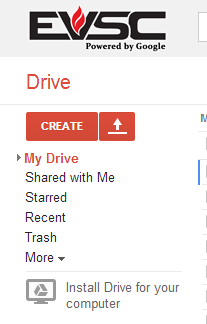 EVSC
Powered by Google
Drive
CREATE
My Drive
Shared with Me
Starred
Recent
Trash
More
Install Drive for your
computer